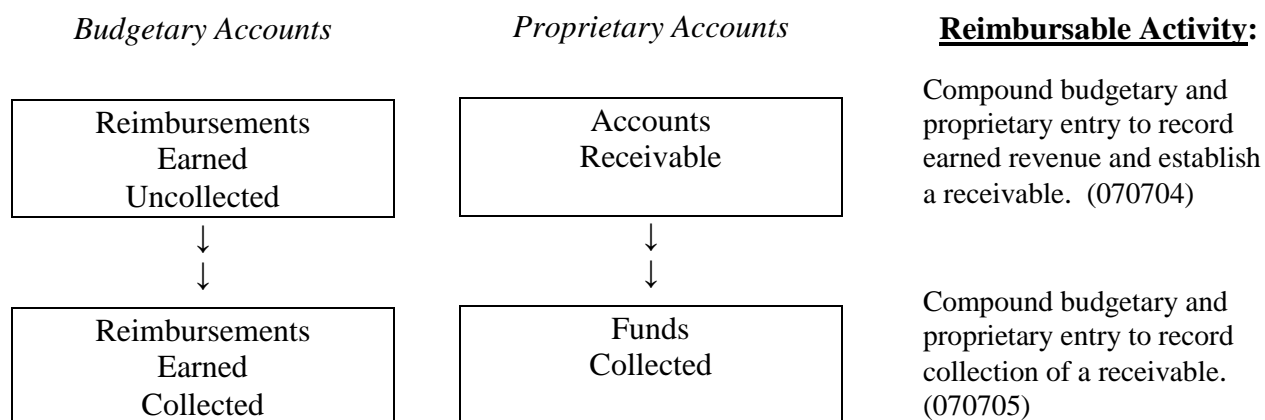 Budgetary Accounts
Proprietary Accounts
Reimbursable Activity:
Reimbursements
Earned
Uncollected
Accounts
Receivable
Compound budgetary and
proprietary entry to record
earned revenue and establish
a receivable. (070704)
↓
↓
↓
↓
Reimbursements
Earned
Collected
Funds
Collected
Compound budgetary and
proprietary entry to record
collection of a receivable.
(070705)